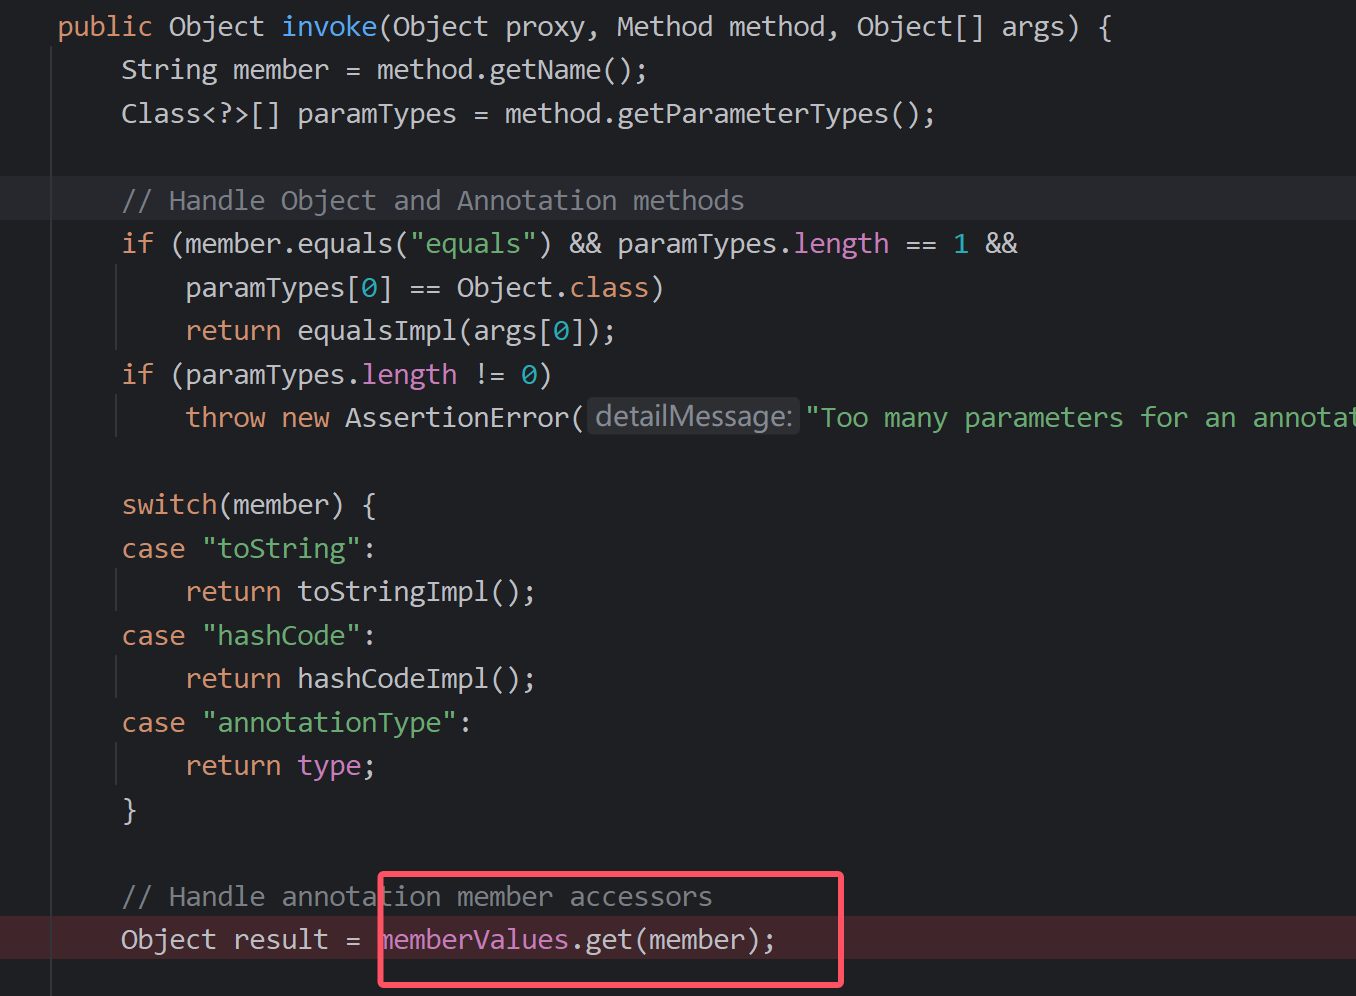 public Object invoke(Object proxy, Method method, Object[] args) {
String member = method.getName();
Class<?>[] paramTypes = method.getParameterTypes();
// Handle Object and Annotation methods
if (member.equals("equals") && paramTypes.length == 1 &&
paramTypes[0] == Object.class)
return equalsImpl(args[0]);
if (paramTypes.length != 0)
throw new AssertionError( detailMessage: "Too many parameters for an annotat
switch(member) {
case "toString":
return toStringImpl();
case "hashCode":
return hashCodeImpl();
case "annotationType":
return type;
}
// Handle annotation member accessors
Object result = memberValues.get(member);